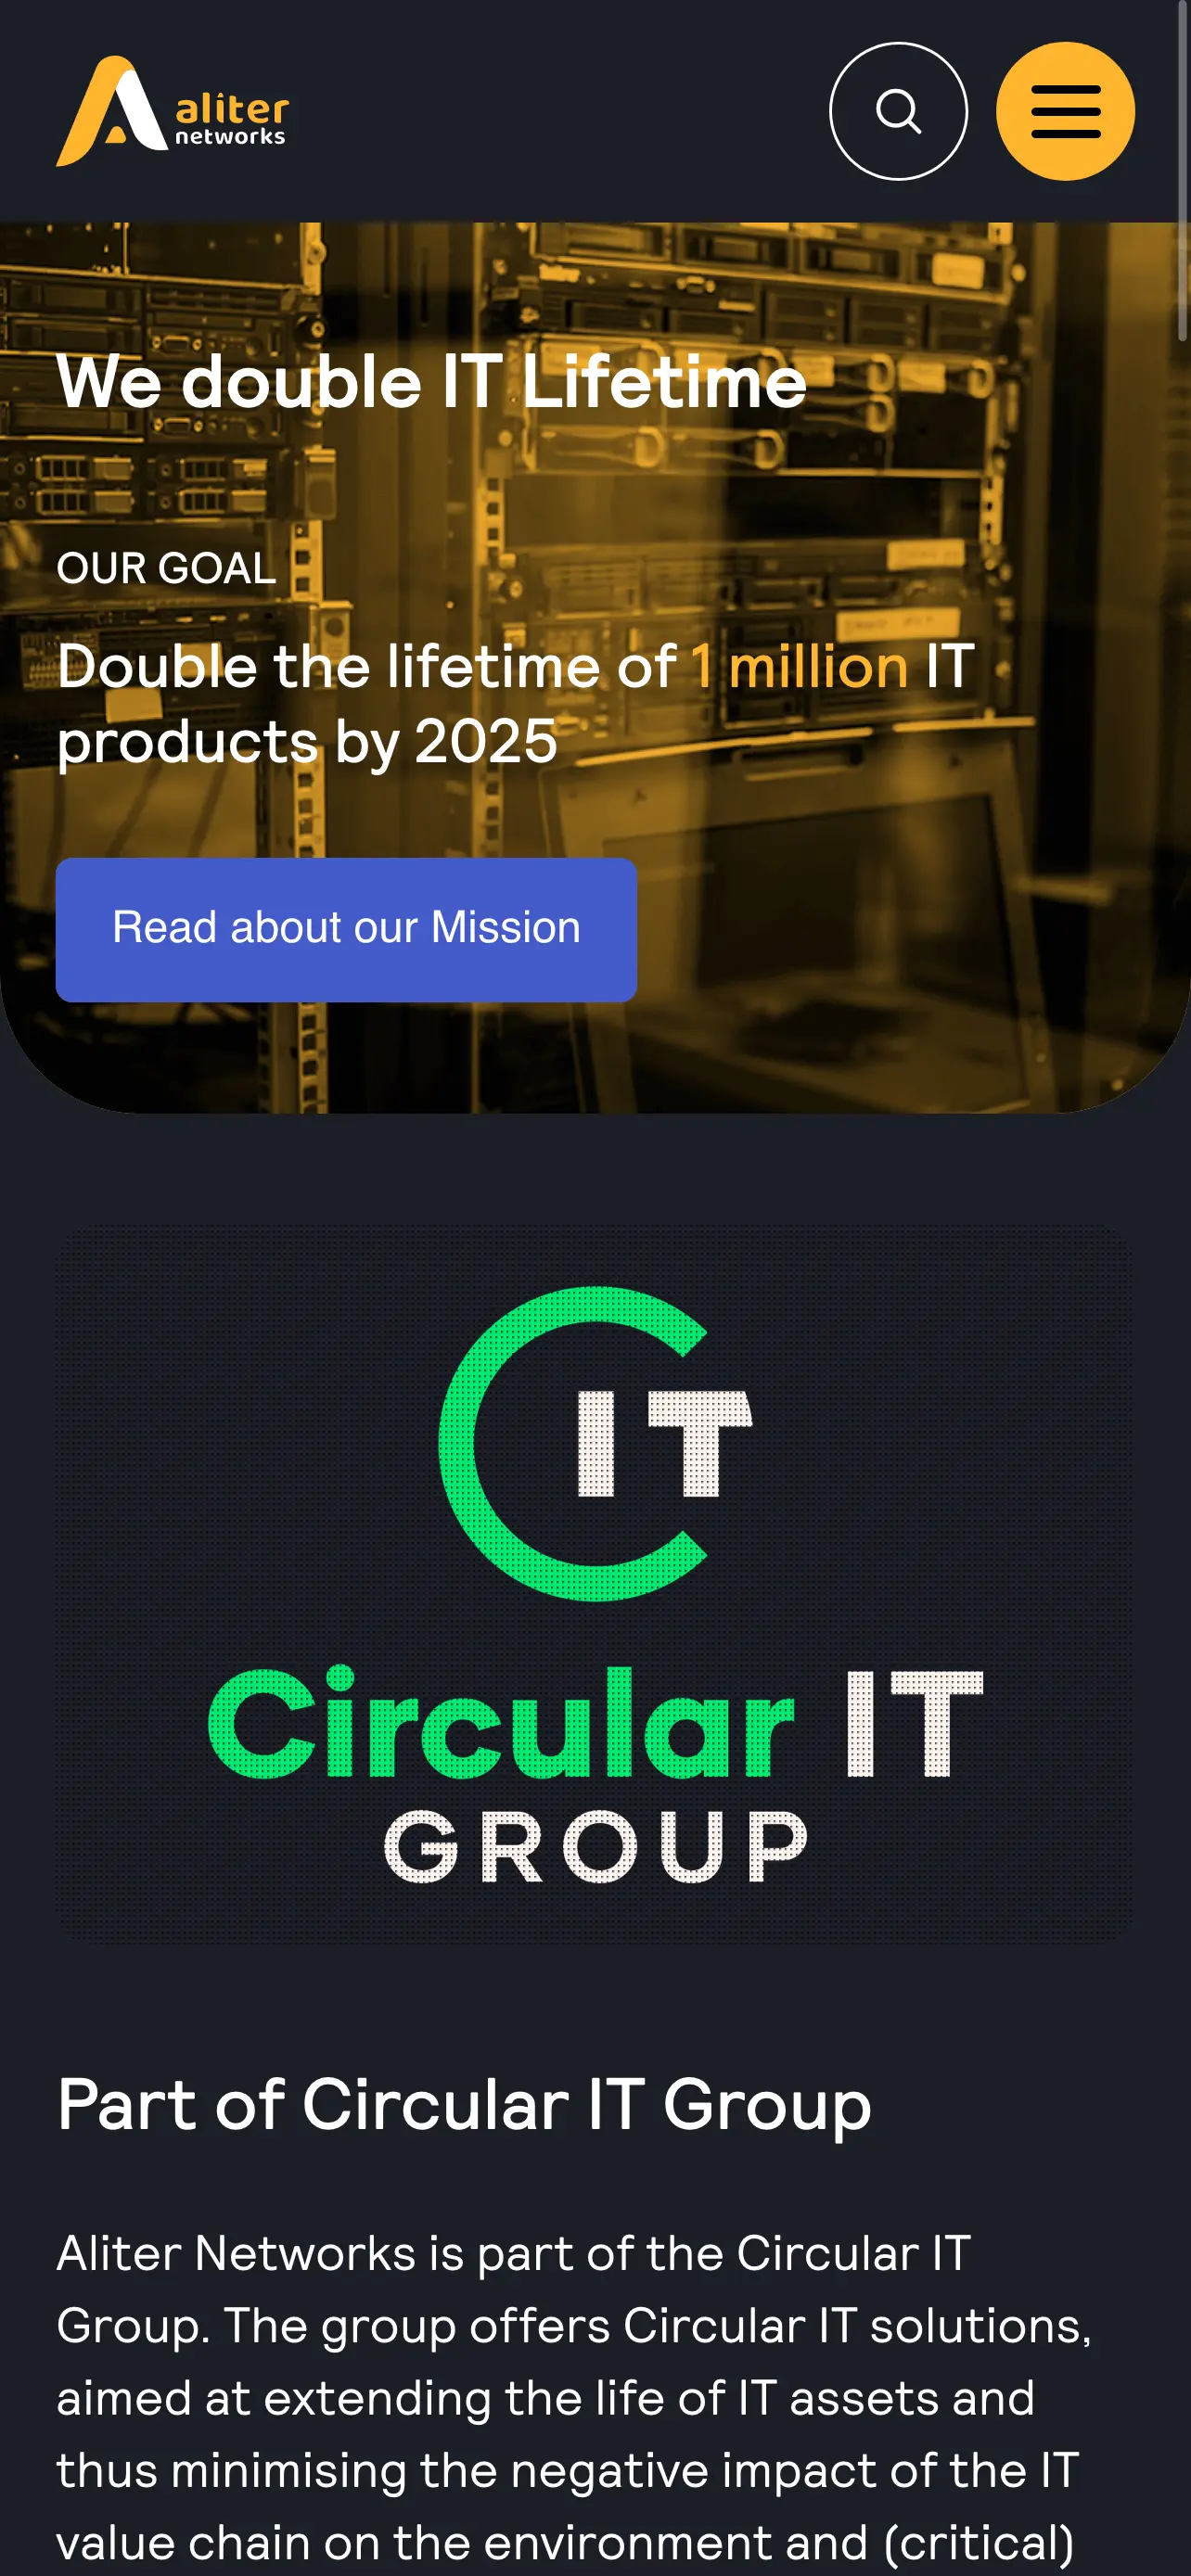 aliter
networks
We double IT Lifetime
OUR GOAL
Double the lifetime of 1 million IT
products by 2025
Read about our Mission
IT
Circular IT
GROUP
Part of Circular IT Group
Aliter Networks is part of the Circular IT
Group. The group offers Circular IT solutions,
aimed at extending the life of IT assets and
thus minimising the negative impact of the IT
value chain on the environment and (critical)